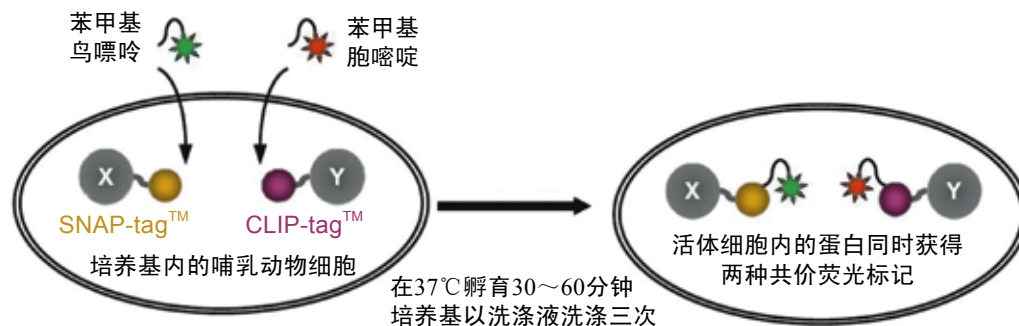 苯甲基
鸟嘌呤
苯甲基
胞嘧啶
X
Y
SNAP-tag™
CLIP-tag™
培养基内的哺乳动物细胞
在37℃孵育30～60分钟
培养基以洗涤液洗涤三次
X
Y
活体细胞内的蛋白同时获得
两种共价荧光标记